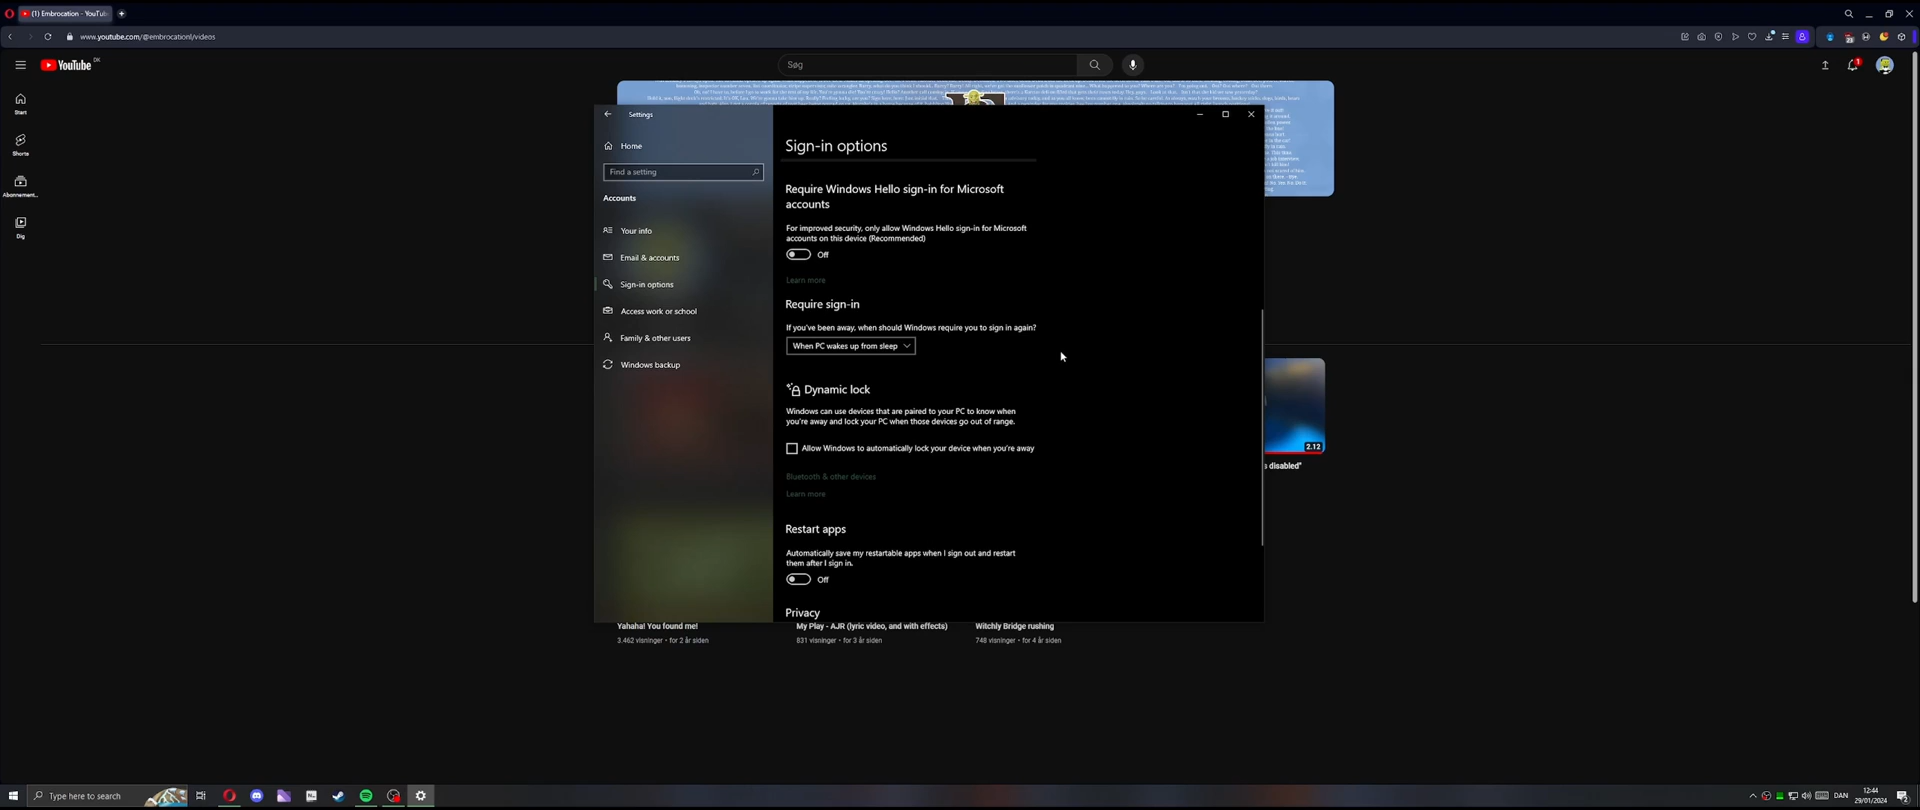 (1) Embrocation - YouTub
www.youtube.com/@embrocationl/videos
YouTube DK
Søg
1
Start
Shorts
Abonnement...
Dig
Settings
Home
Find a setting
Accounts
Your info
Email & accounts
Sign-in options
Access work or school
Family & other users
Windows backup
Sign-in options
Require Windows Hello sign-in for Microsoft
accounts
For improved security, only allow Windows Hello sign-in for Microsoft
accounts on this device (Recommended)
Off
Learn more
Require sign-in
If you've been away, when should Windows require you to sign in again?
When PC wakes up from sleep
Dynamic lock
Windows can use devices that are paired to your PC to know when
you're away and lock your PC when those devices go out of range.
Allow Windows to automatically lock your device when you're away
Bluetooth & other devices
Learn more
Restart apps
Automatically save my restartable apps when I sign out and restart
them after I sign in.
Off
Privacy
2.12
s disabled"
Yahaha! You found me!
3.462 visninger • for 2 år siden
My Play - AJR (lyric video, and with effects)
831 visninger • for 3 år siden
Witchly Bridge rushing
748 visninger • for 4 år siden
Type here to search
DAN
12:44
29/01/2024